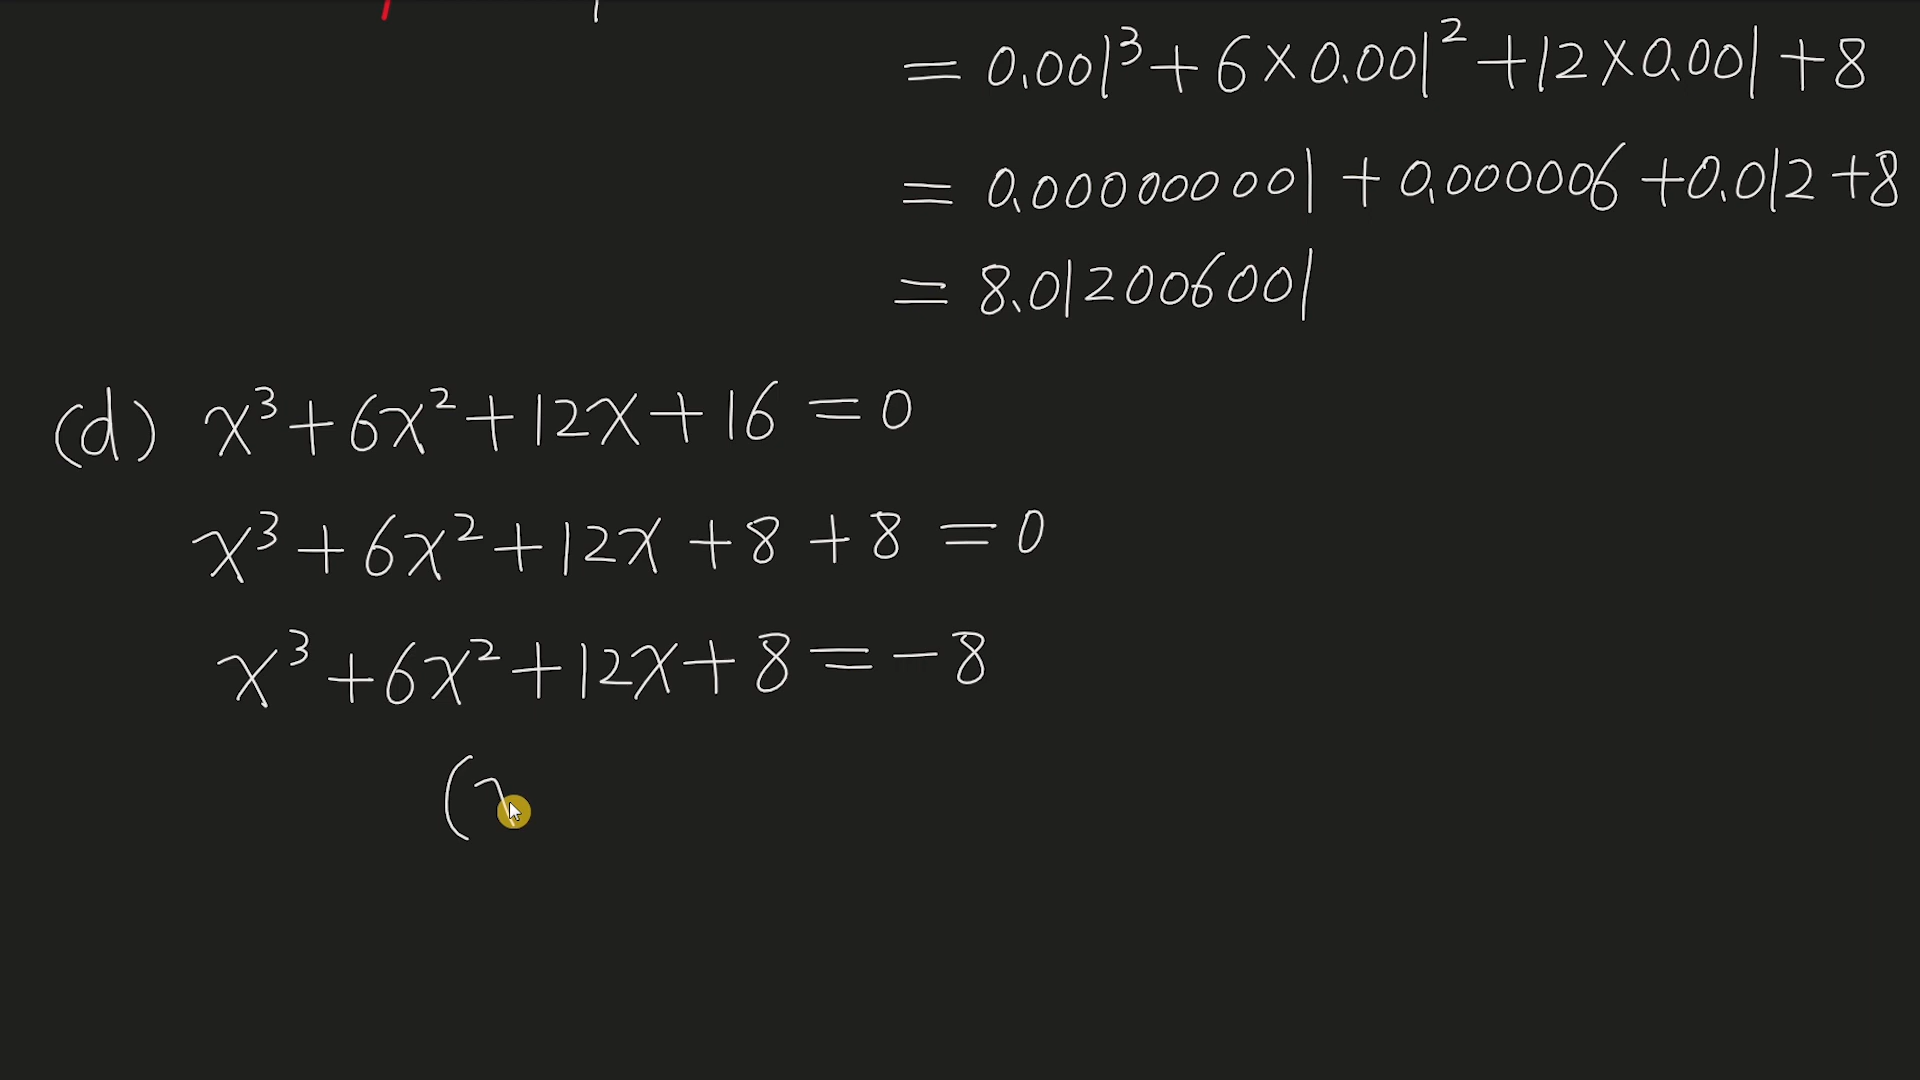 = 0.001³ + 6 × 0.001² + 12 × 0.001 + 8
= 0.000000001 + 0.000006 + 0.012 + 8
= 8.012006001
(d) x³ + 6x² + 12x + 16 = 0
x³ + 6x² + 12x + 8 + 8 = 0
x³ + 6x² + 12x + 8 = -8
(